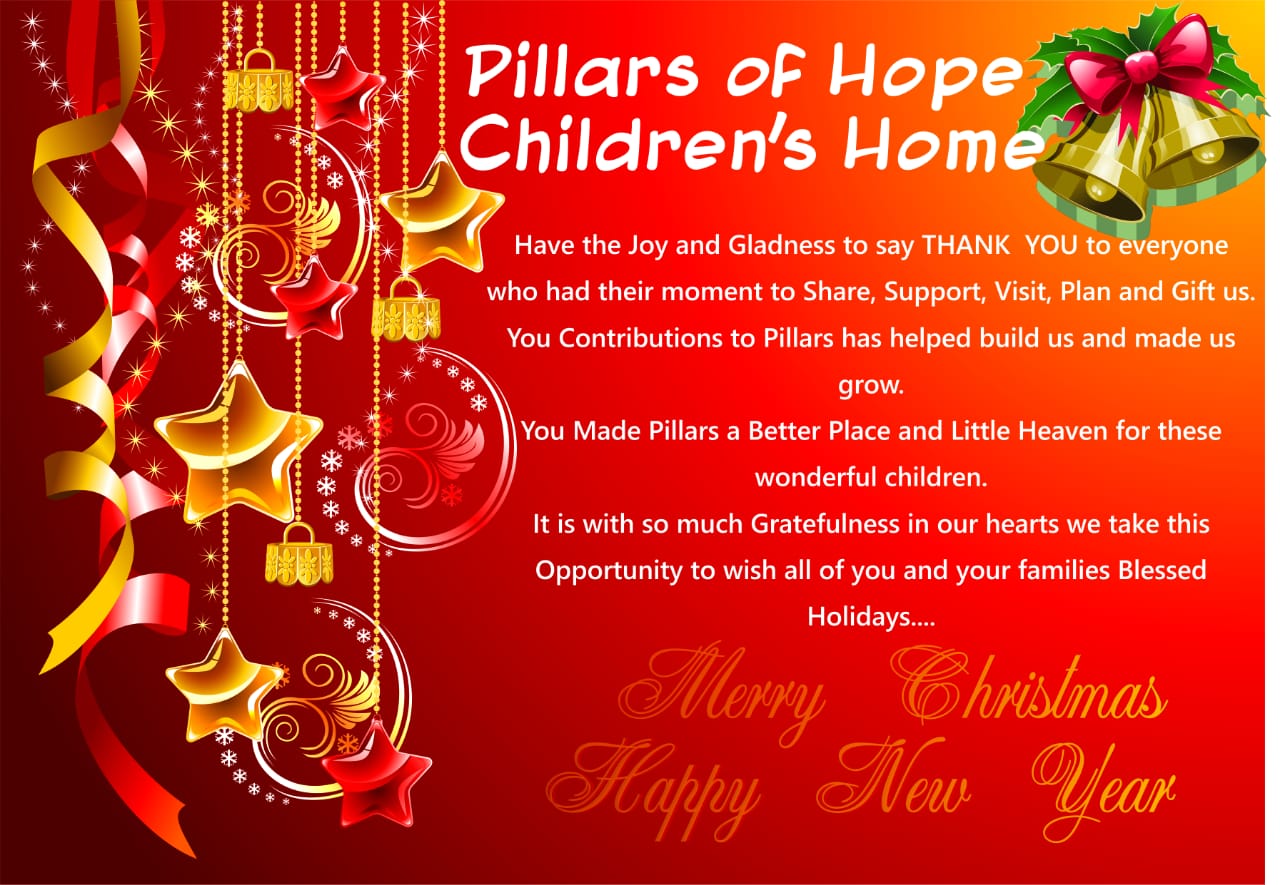 Pillars of Hope
Children's Home
Have the Joy and Gladness to say THANK YOU to everyone
who had their moment to Share, Support, Visit, Plan and Gift us.
You Contributions to Pillars has helped build us and made us
grow.
You Made Pillars a Better Place and Little Heaven for these
wonderful children.
It is with so much Gratefulness in our hearts we take this
Opportunity to wish all of you and your families Blessed
Holidays....
Merry Christmas
Happy New Year